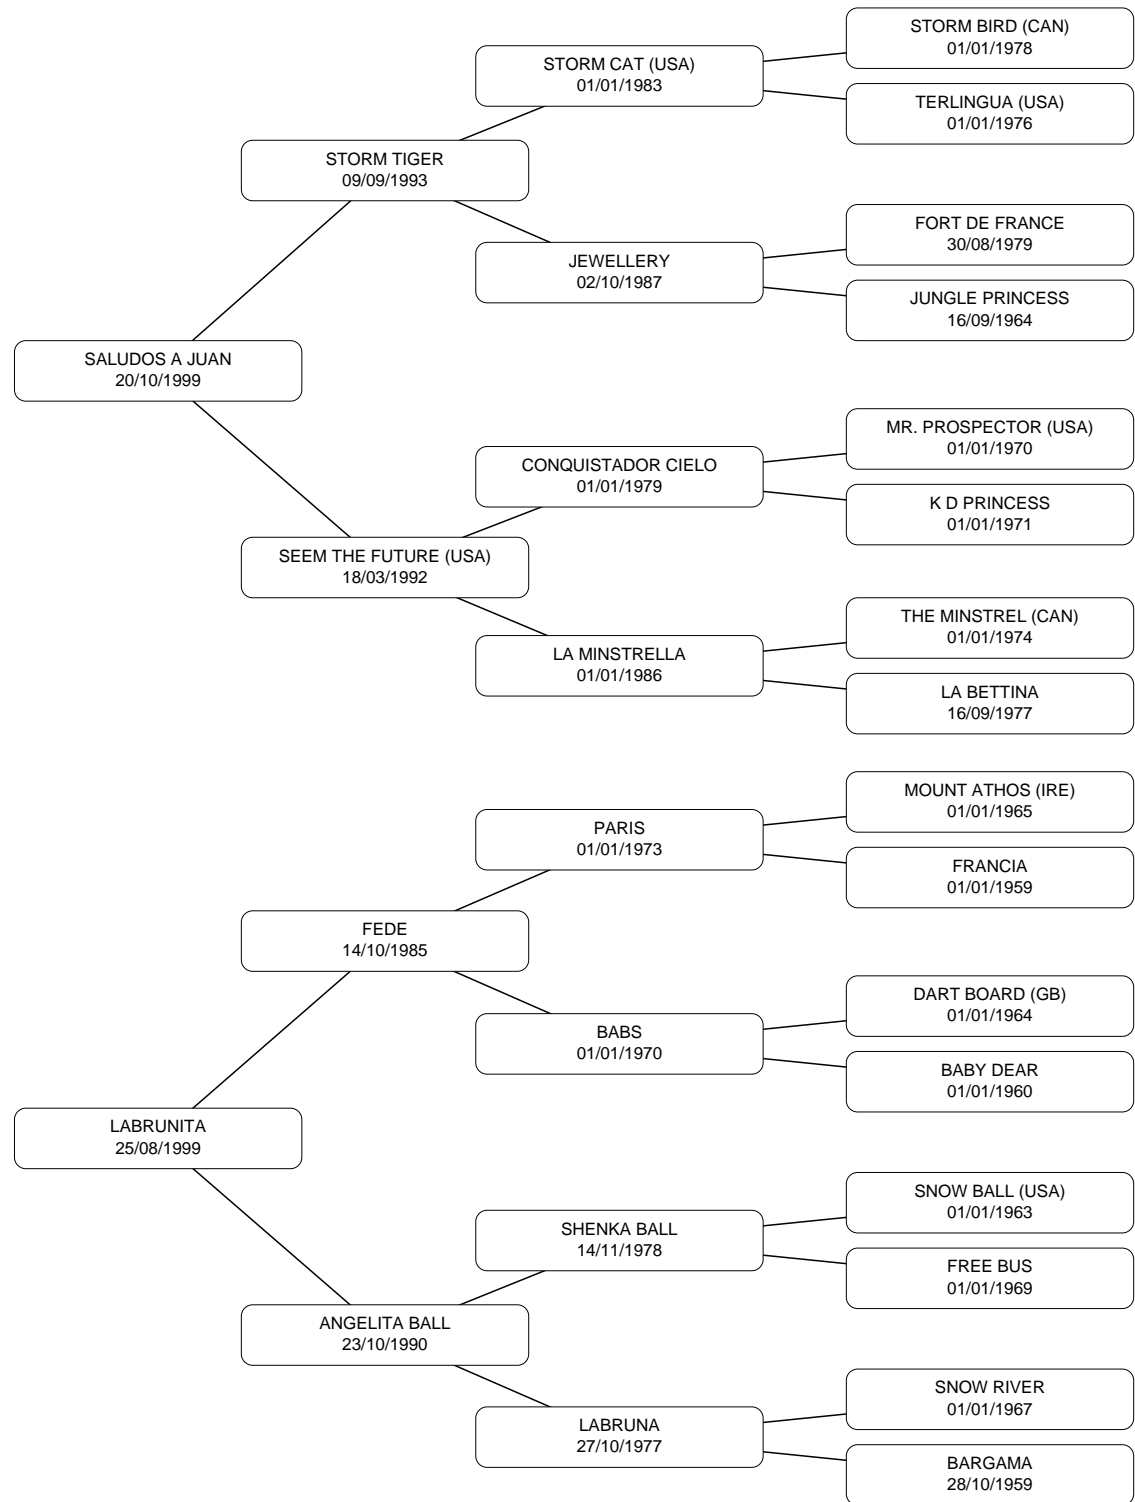 STORM BIRD (CAN)
01/01/1978
STORM CAT (USA)
01/01/1983
TERLINGUA (USA)
01/01/1976
STORM TIGER
09/09/1993
FORT DE FRANCE
30/08/1979
JEWELLERY
02/10/1987
JUNGLE PRINCESS
16/09/1964
SALUDOS A JUAN
20/10/1999
MR. PROSPECTOR (USA)
01/01/1970
CONQUISTADOR CIELO
01/01/1979
K D PRINCESS
01/01/1971
SEEM THE FUTURE (USA)
18/03/1992
THE MINSTREL (CAN)
01/01/1974
LA MINSTRELLA
01/01/1986
LA BETTINA
16/09/1977
MOUNT ATHOS (IRE)
01/01/1965
PARIS
01/01/1973
FRANCIA
01/01/1959
FEDE
14/10/1985
DART BOARD (GB)
01/01/1964
BABS
01/01/1970
BABY DEAR
01/01/1960
LABRUNITA
25/08/1999
SNOW BALL (USA)
01/01/1963
SHENKA BALL
14/11/1978
FREE BUS
01/01/1969
ANGELITA BALL
23/10/1990
SNOW RIVER
01/01/1967
LABRUNA
27/10/1977
BARGAMA
28/10/1959